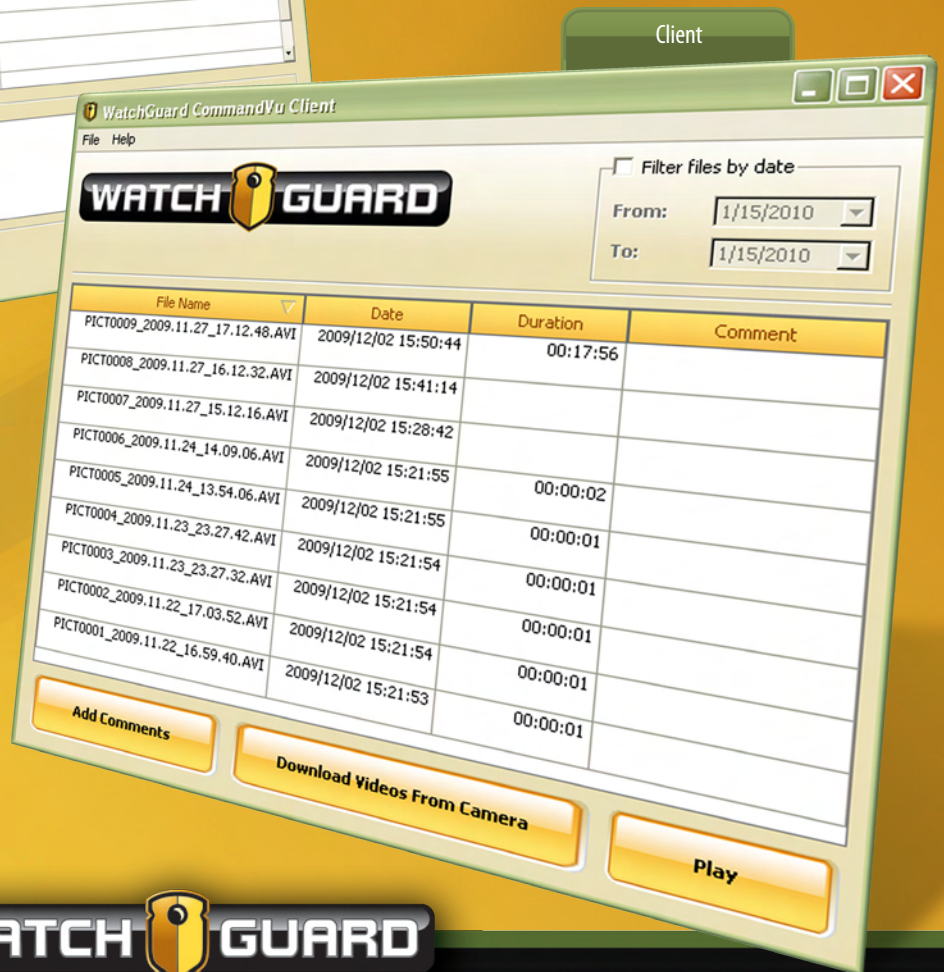 Client
WatchGuard CommandVu Client
File Help
WATCH GUARD
Filter files by date
From: 1/15/2010
To: 1/15/2010
File Name Date Duration Comment
PICT0009_2009.11.27_17.12.48.AVI 2009/12/02 15:50:44 00:17:56
PICT0008_2009.11.27_16.12.32.AVI 2009/12/02 15:41:14
PICT0007_2009.11.27_15.12.16.AVI 2009/12/02 15:28:42
PICT0006_2009.11.24_14.09.06.AVI 2009/12/02 15:21:55 00:00:02
PICT0005_2009.11.24_13.54.06.AVI 2009/12/02 15:21:55 00:00:01
PICT0004_2009.11.23_23.27.42.AVI 2009/12/02 15:21:54 00:00:01
PICT0003_2009.11.23_23.27.32.AVI 2009/12/02 15:21:54 00:00:01
PICT0002_2009.11.22_17.03.52.AVI 2009/12/02 15:21:54 00:00:01
PICT0001_2009.11.22_16.59.40.AVI 2009/12/02 15:21:53 00:00:01
Add Comments
Download Videos From Camera
Play
ATCH GUARD